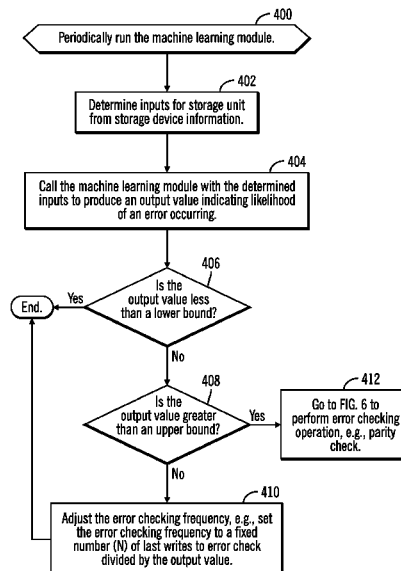 400
Periodically run the machine learning module.
402
Determine inputs for storage unit
from storage device information.
404
Call the machine learning module with the determined
inputs to produce an output value indicating likelihood
of an error occurring.
406
Is the
output value less
than a lower bound?
Yes
End.
No
408
Is the
output value greater
than an upper bound?
Yes
412
Go to FIG. 6 to
perform error checking
operation, e.g., parity
check.
No
410
Adjust the error checking frequency, e.g., set
the error checking frequency to a fixed
number (N) of last writes to error check
divided by the output value.